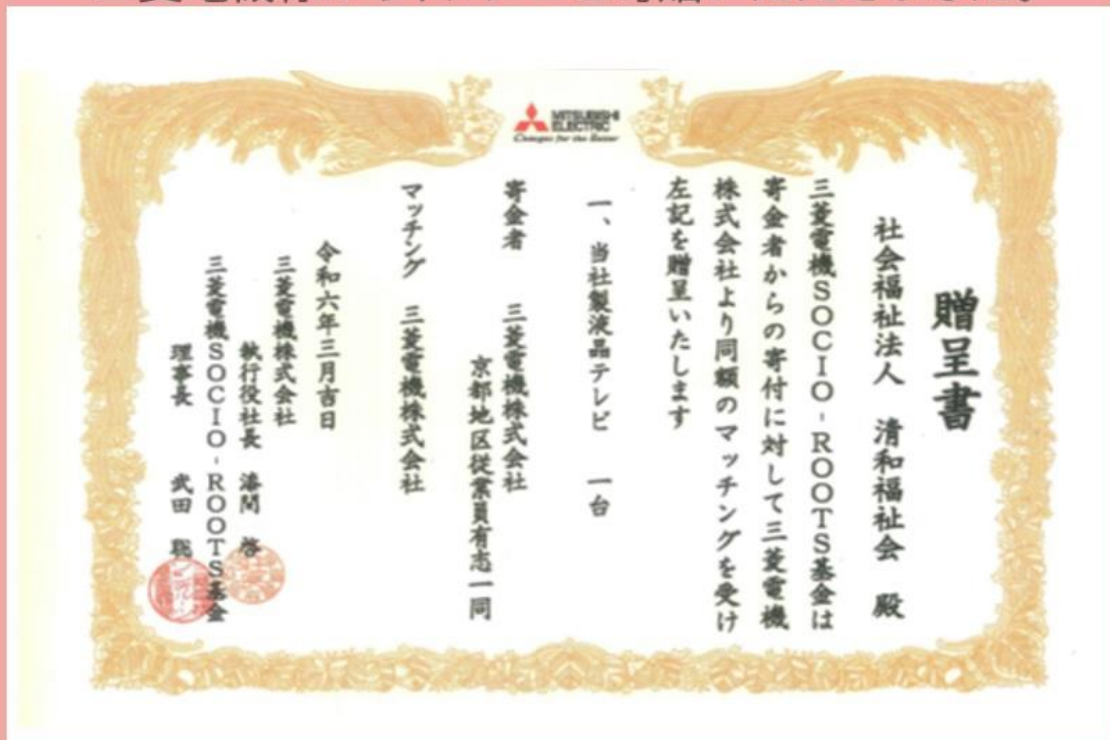 MITSUBISHI
ELECTRIC
Changes for the Better
贈呈書
社会福祉法人 清和福祉会 殿
三菱電機SOCIO-ROOTS基金は
寄金者からの寄付に対して三菱電機
株式会社より同額のマッチングを受け
左記を贈呈いたします
一、当社製液晶テレビ 一台
寄金者 三菱電機株式会社
京都地区従業員有志一同
マッチング 三菱電機株式会社
令和六年三月吉日
三菱電機株式会社
執行役社長 漆間 啓
三菱電機SOCIO-ROOTS基金
理事長 武田 聡